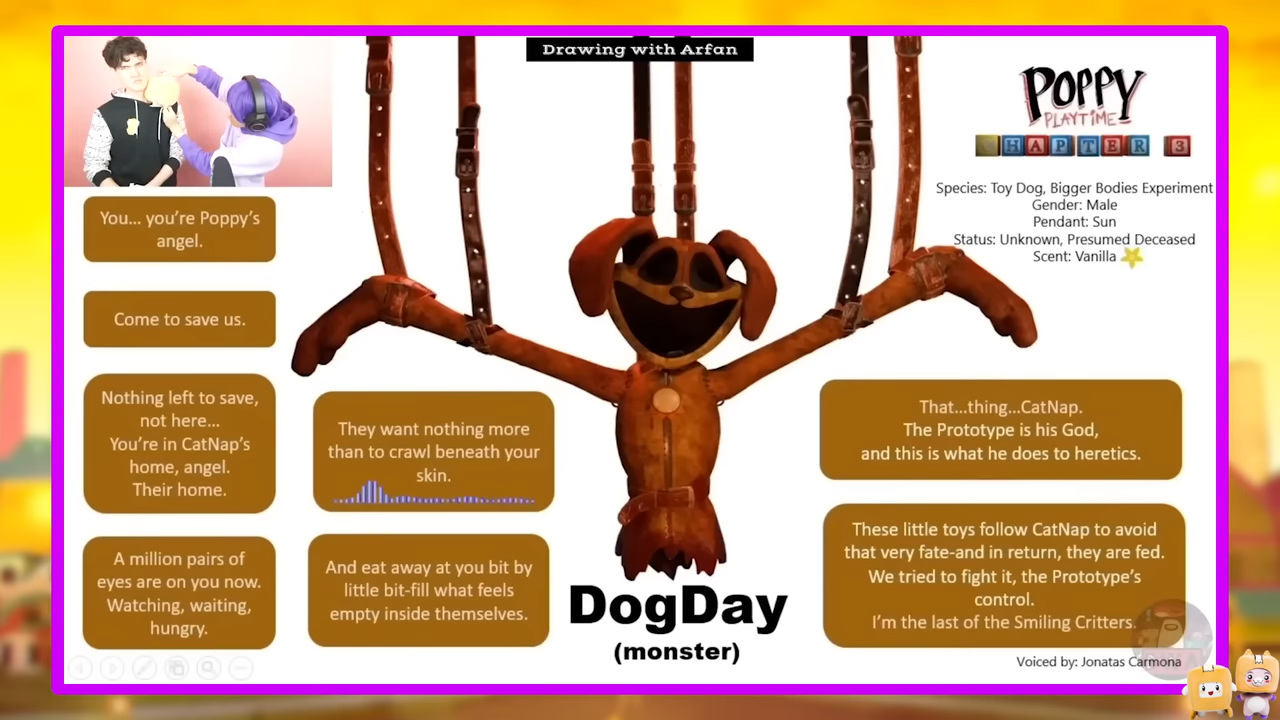 Drawing with Arfan
POPPY
PLAYTIME
CHAPTER 3
Species: Toy Dog, Bigger Bodies Experiment
Gender: Male
Pendant: Sun
Status: Unknown, Presumed Deceased
Scent: Vanilla
You... you’re Poppy’s
angel.
Come to save us.
Nothing left to save,
not here...
You’re in CatNap’s
home, angel.
Their home.
A million pairs of
eyes are on you now.
Watching, waiting,
hungry.
They want nothing more
than to crawl beneath your
skin.
And eat away at you bit by
little bit-fill what feels
empty inside themselves.
That...thing...CatNap.
The Prototype is his God,
and this is what he does to heretics.
These little toys follow CatNap to avoid
that very fate-and in return, they are fed.
We tried to fight it, the Prototype’s
control.
I’m the last of the Smiling Critters.
DogDay
(monster)
Voiced by: Jonatas Carmona